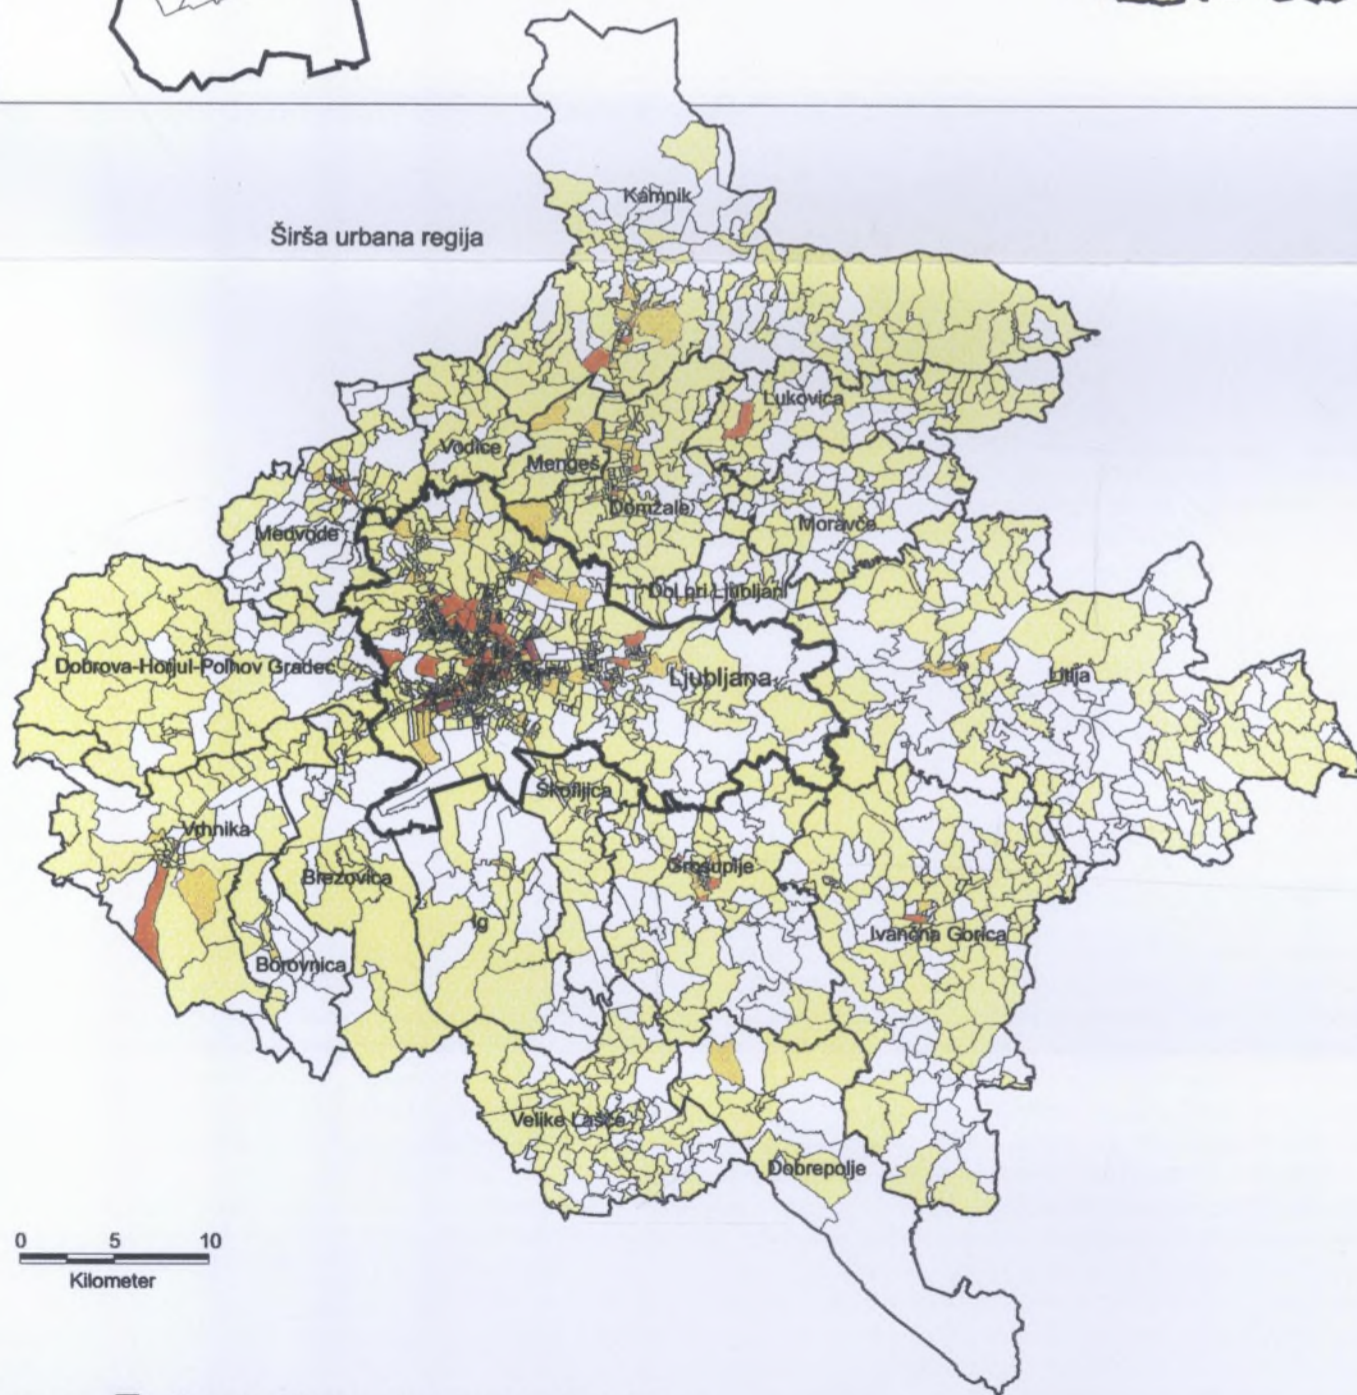 Širša urbana regija
Kamnik
Lukovica
Vodice
Mengeš
Domžale
Moravče
Medvode
Dol pri Ljubljani
Dobrova-Horjul-Polhov Gradec
Ljubljana
Litija
Škofljica
Vrhnika
Grosuplje
Brezovica
Ig
Ivančna Gorica
Borovnica
Velike Lašče
Dobrepolje
0 5 10
Kilometer